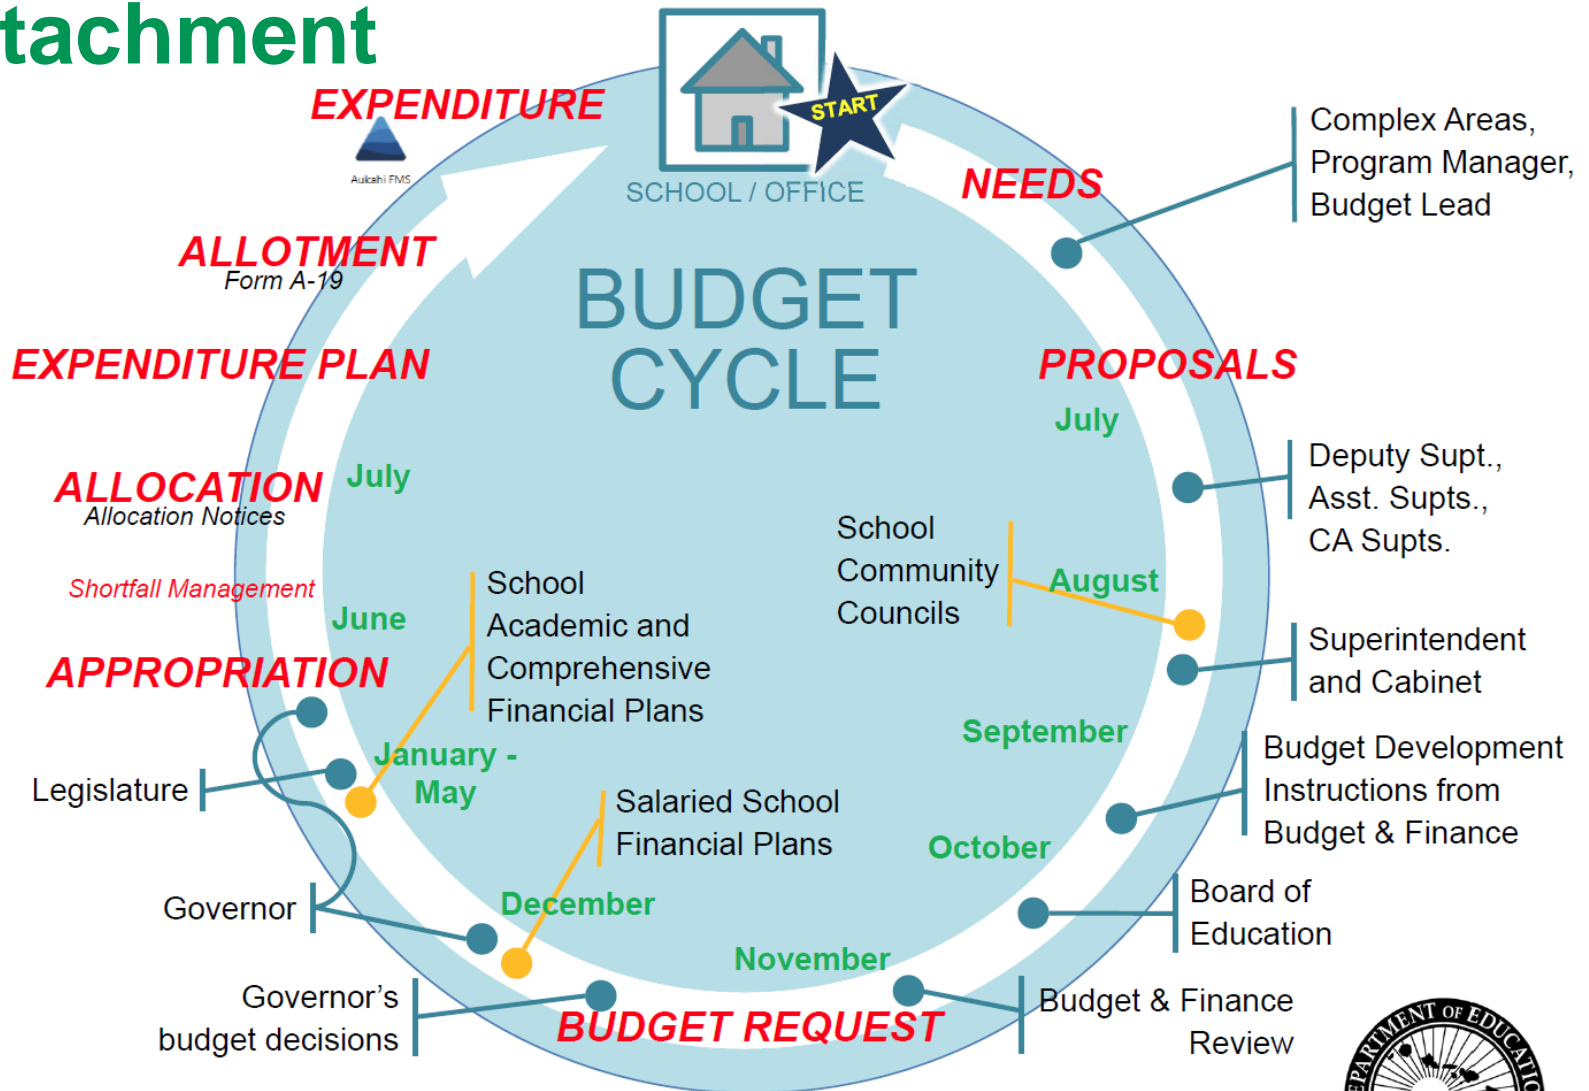 tachment
EXPENDITURE
Aukahi FMS
START
SCHOOL / OFFICE
NEEDS
Complex Areas,
Program Manager,
Budget Lead
ALLOTMENT
Form A-19
BUDGET
CYCLE
EXPENDITURE PLAN
PROPOSALS
July
Deputy Supt.,
Asst. Supts.,
CA Supts.
ALLOCATION
Allocation Notices
July
School
Community
Councils
August
Shortfall Management
June
School
Academic and
Comprehensive
Financial Plans
Superintendent
and Cabinet
APPROPRIATION
September
Budget Development
Instructions from
Budget & Finance
Legislature
January -
May
Salaried School
Financial Plans
October
Board of
Education
Governor
December
November
Governor’s
budget decisions
BUDGET REQUEST
Budget & Finance
Review
DEPARTMENT OF EDUCATION